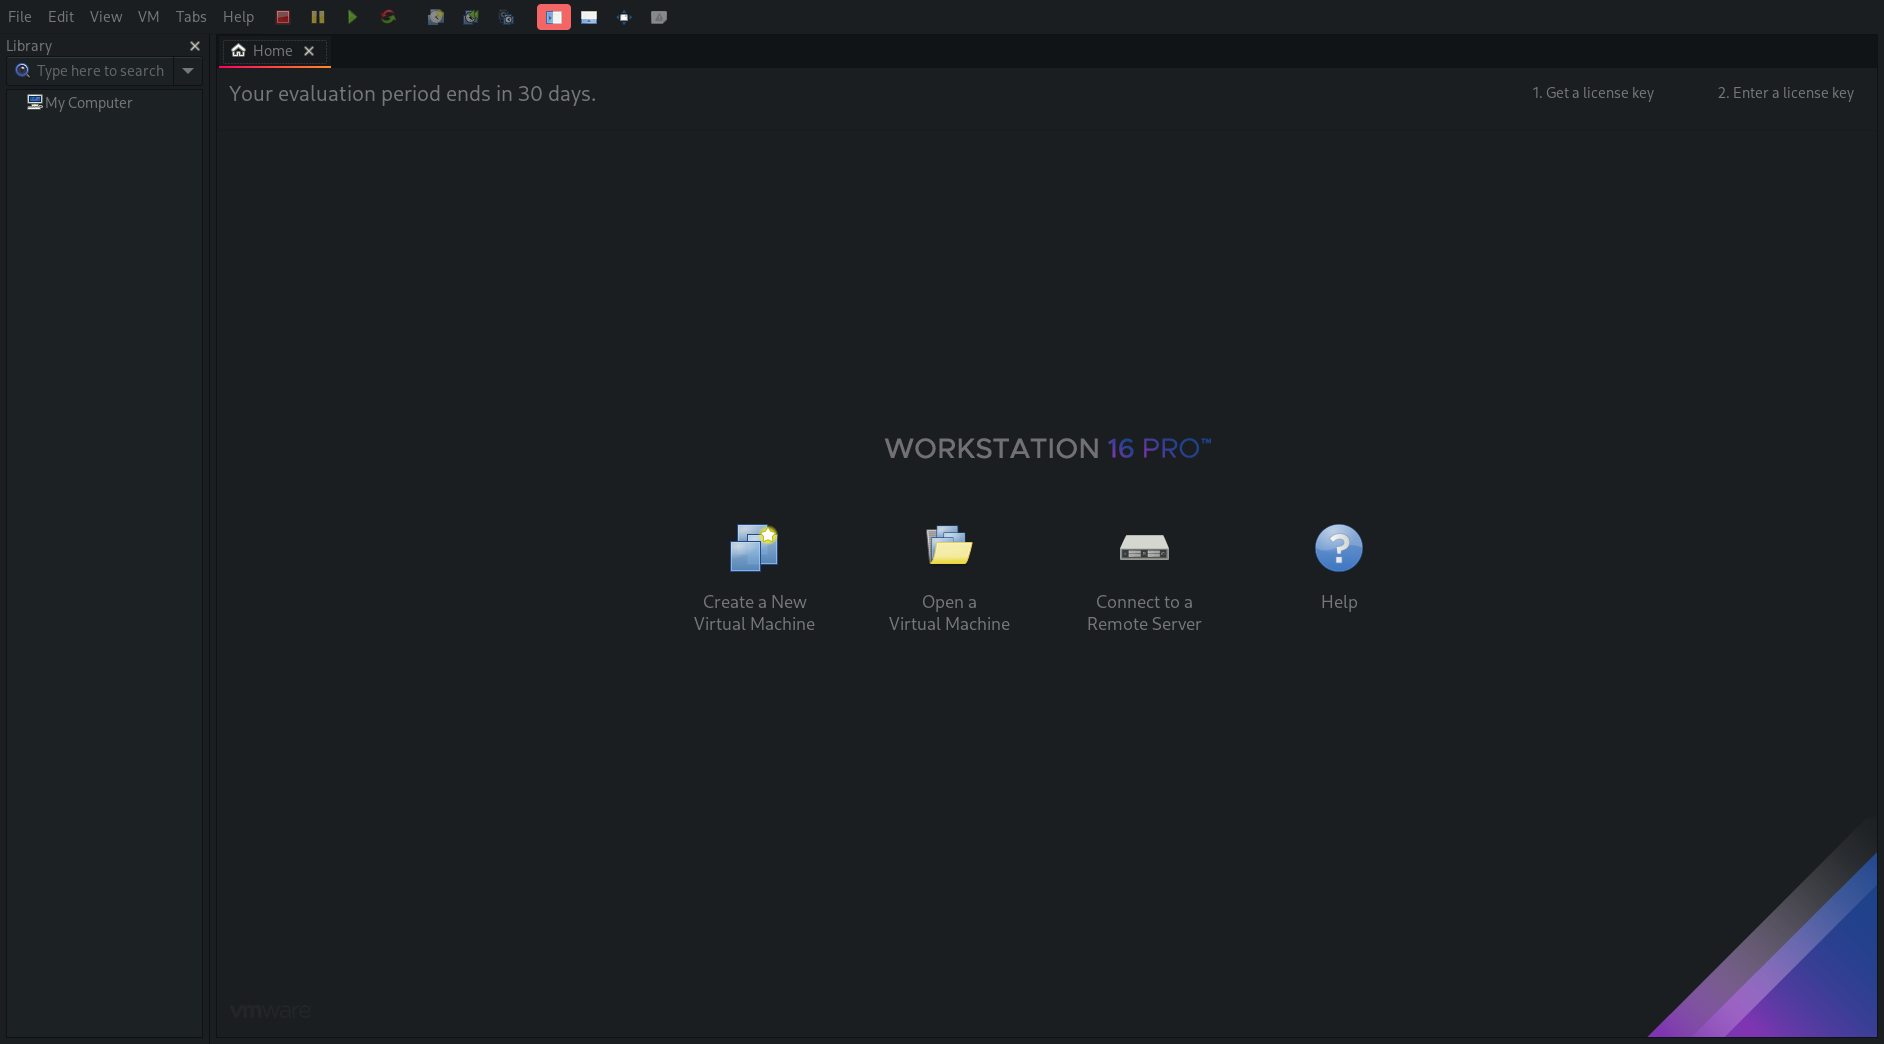 File Edit View VM Tabs Help
Library
Home
Type here to search
My Computer
Your evaluation period ends in 30 days.
1. Get a license key
2. Enter a license key
WORKSTATION 16 PRO™
Create a New
Virtual Machine
Open a
Virtual Machine
Connect to a
Remote Server
Help
vmware